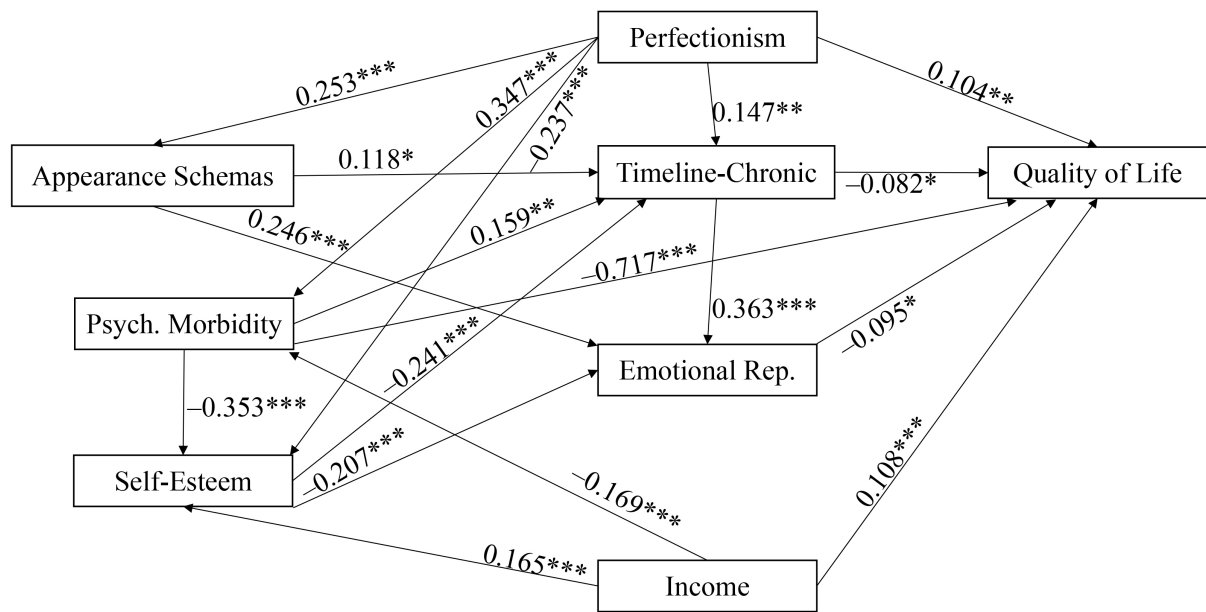 Perfectionism
0.253***
0.347***
–0.237***
0.104**
0.147**
Appearance Schemas
0.118*
Timeline-Chronic
–0.082*
Quality of Life
0.246***
0.159**
–0.717***
Psych. Morbidity
0.363***
–0.095*
–0.241***
Emotional Rep.
–0.353***
Self-Esteem
–0.207***
–0.169***
0.108***
0.165***
Income